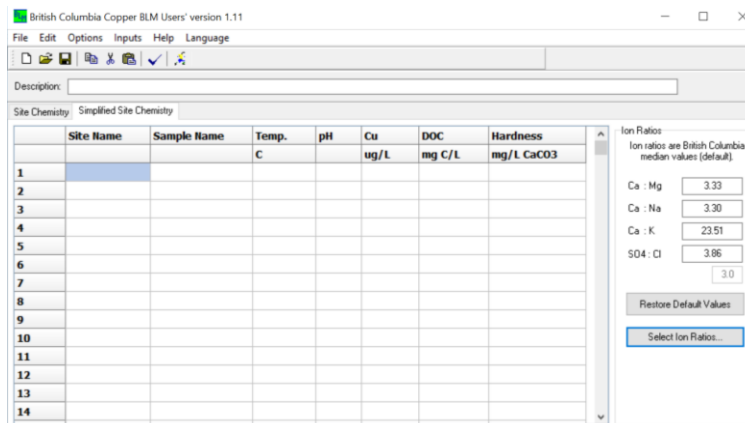 British Columbia Copper BLM Users' version 1.11
File Edit Options Inputs Help Language
Description:
Site Chemistry Simplified Site Chemistry
Site Name Sample Name Temp. pH Cu DOC Hardness
C ug/L mg C/L mg/L CaCO3
1
2
3
4
5
6
7
8
9
10
11
12
13
14
Ion Ratios
Ion ratios are British Columbia
median values (default).
Ca : Mg 3.33
Ca : Na 3.30
Ca : K 23.51
SO4 : Cl 3.86
3.0
Restore Default Values
Select Ion Ratios...